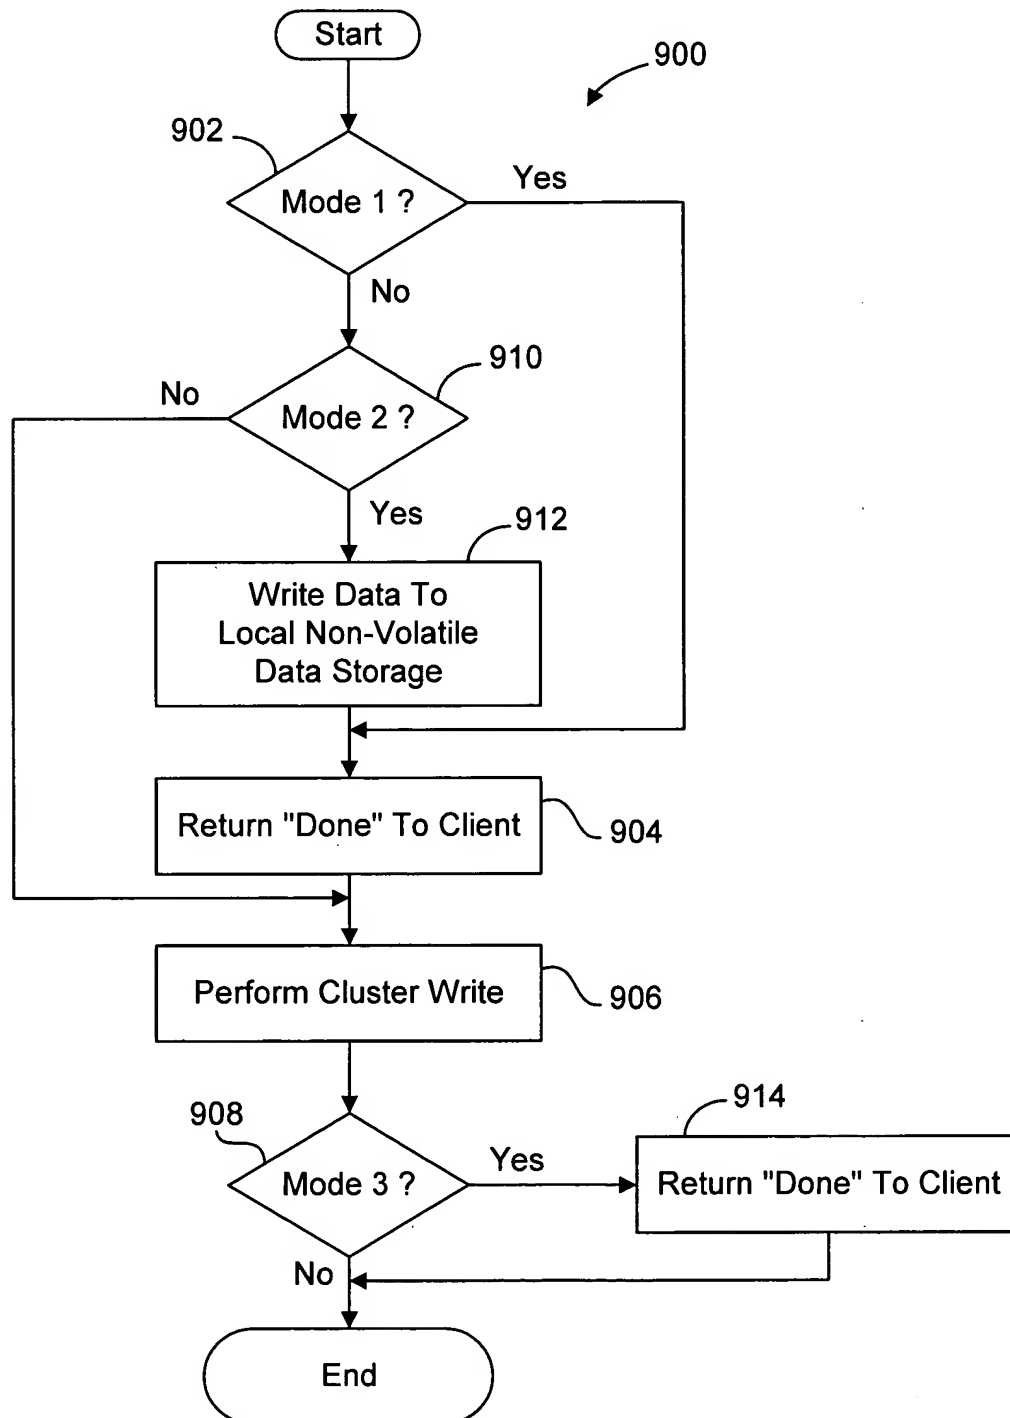 Start
900
902
Mode 1 ?
Yes
No
910
No
Mode 2 ?
Yes
912
Write Data To
Local Non-Volatile
Data Storage
Return "Done" To Client
904
Perform Cluster Write
906
908
914
Mode 3 ?
Yes
Return "Done" To Client
No
End